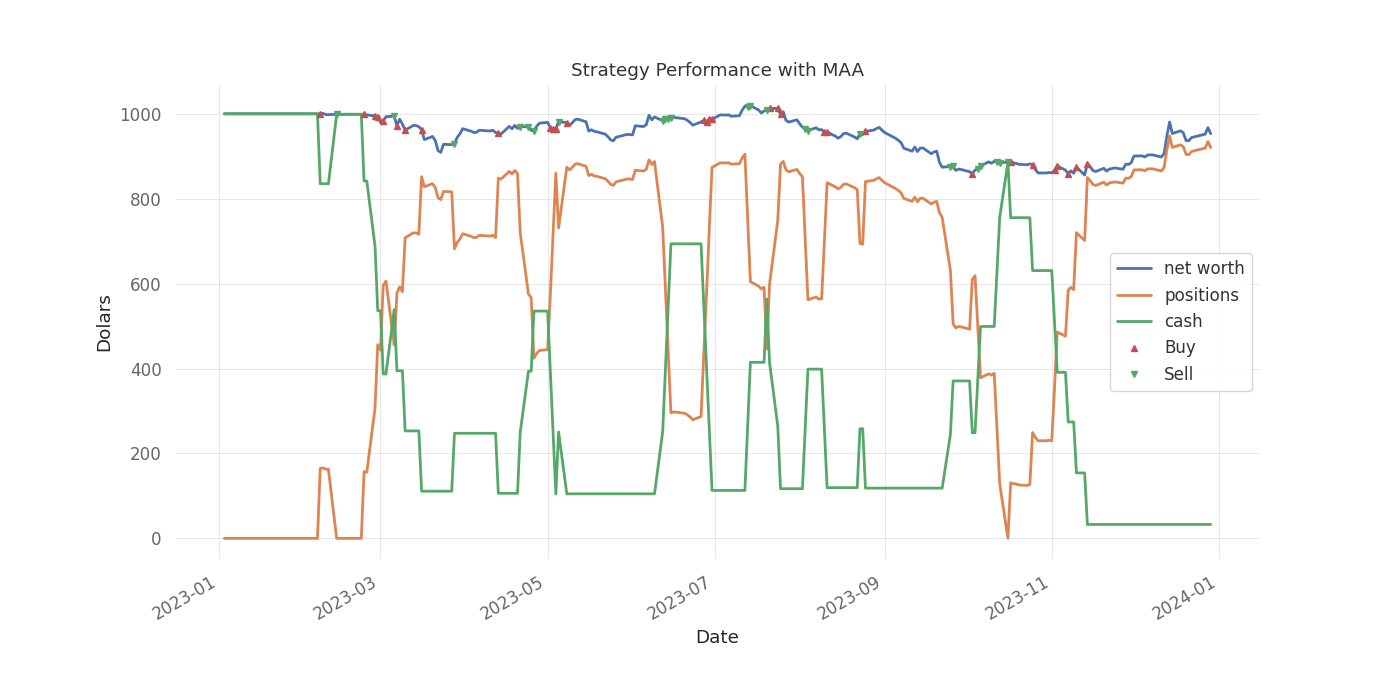 Strategy Performance with MAA
Dolars
1000
800
600
400
200
0
net worth
positions
cash
Buy
Sell
2023-01
2023-03
2023-05
2023-07
2023-09
2023-11
2024-01
Date